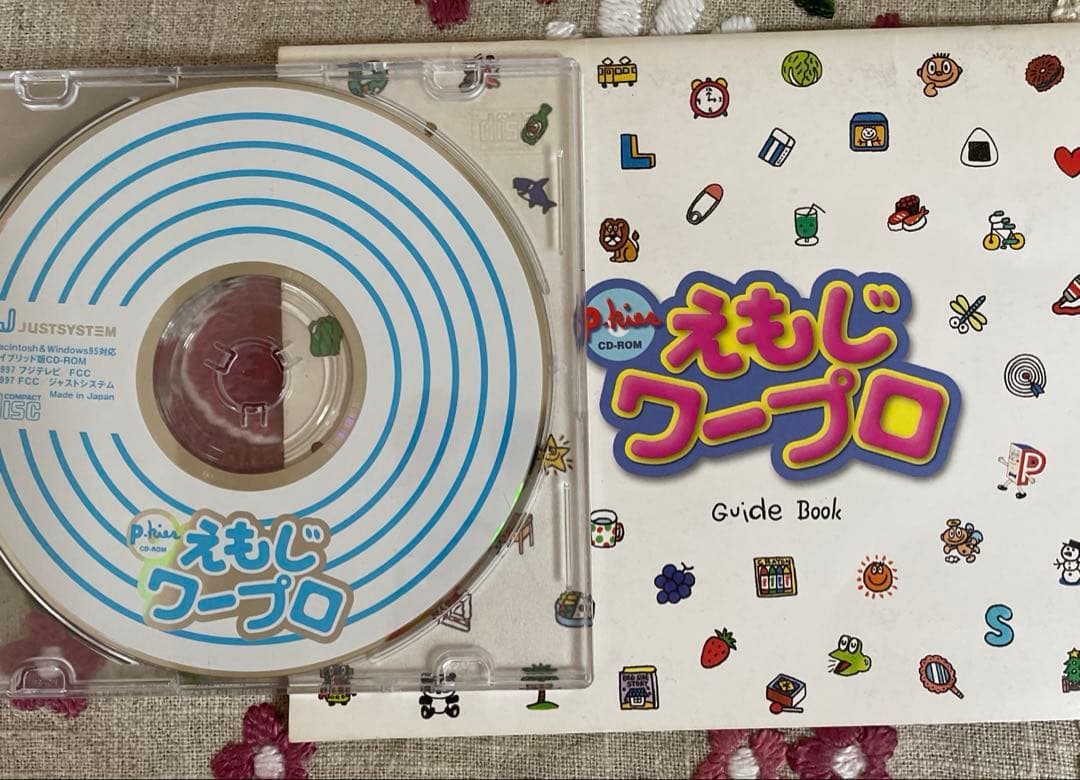 JUSTSYSTEM
acintosh & Windows95対応
イブリッド版CD-ROM
997 フジテレビ FCC
997 FCC ジャストシステム
Made in Japan
COMPACT
disc
p.kies
CD-ROM
えもじ
ワープロ
p.kies
CD-ROM
えもじ
ワープロ
Guide Book
L
P
S